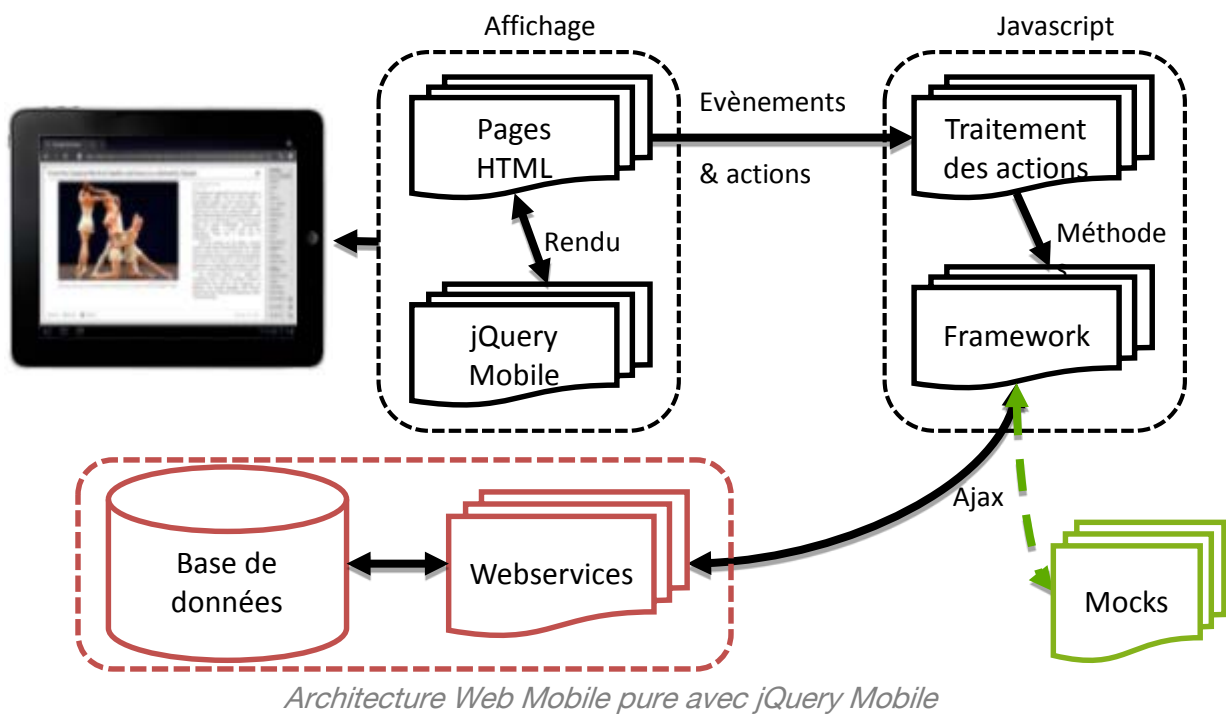 Affichage
Javascript
Pages
HTML
Evènements
& actions
Traitement
des actions
Rendu
Méthode
s
jQuery
Mobile
Framework
Ajax
Base de
données
Webservices
Mocks
Architecture Web Mobile pure avec jQuery Mobile